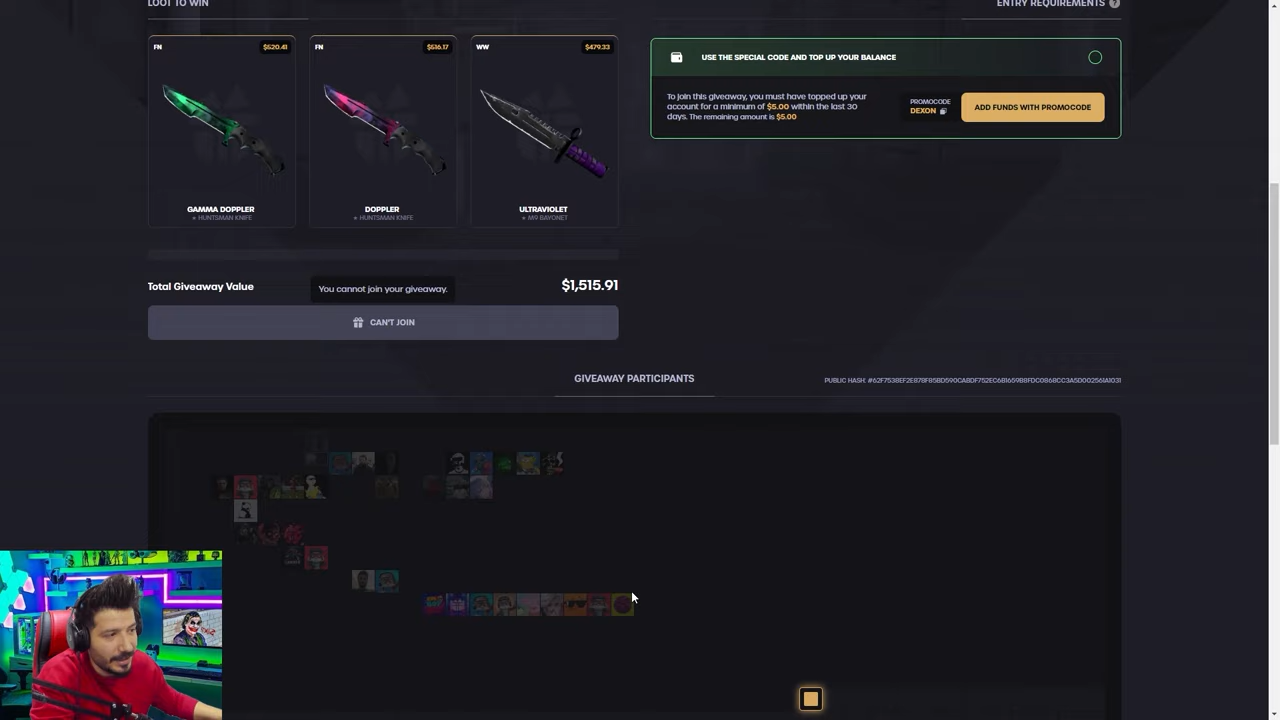 LOOT TO WIN
ENTRY REQUIREMENTS ?
FN $520.41
FN $516.17
WW $479.33
USE THE SPECIAL CODE AND TOP UP YOUR BALANCE
To join this giveaway, you must have topped up your
account for a minimum of $5.00 within the last 30
days. The remaining amount is $5.00
PROMOCODE
DEXON
ADD FUNDS WITH PROMOCODE
GAMMA DOPPLER
★ HUNTSMAN KNIFE
DOPPLER
★ HUNTSMAN KNIFE
ULTRAVIOLET
★ M9 BAYONET
Total Giveaway Value
You cannot join your giveaway.
$1,515.91
CAN'T JOIN
GIVEAWAY PARTICIPANTS
PUBLIC HASH: